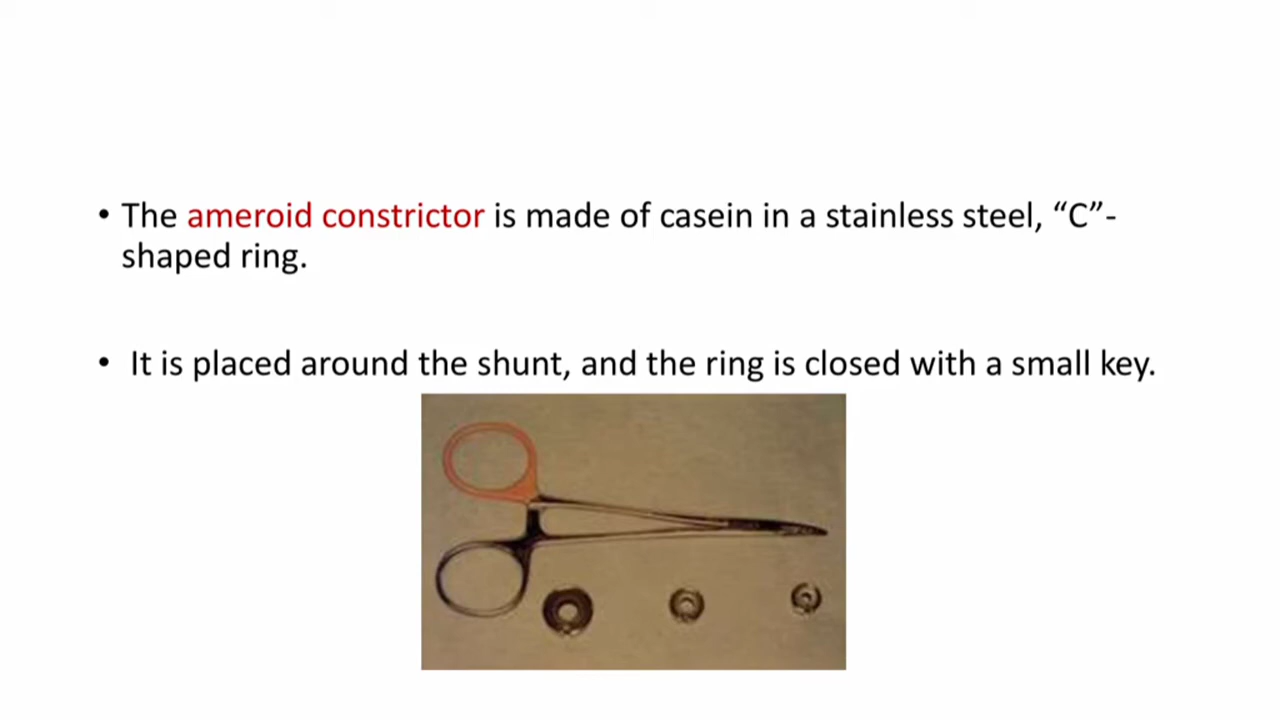 • The ameroid constrictor is made of casein in a stainless steel, “C”-
shaped ring.
• It is placed around the shunt, and the ring is closed with a small key.